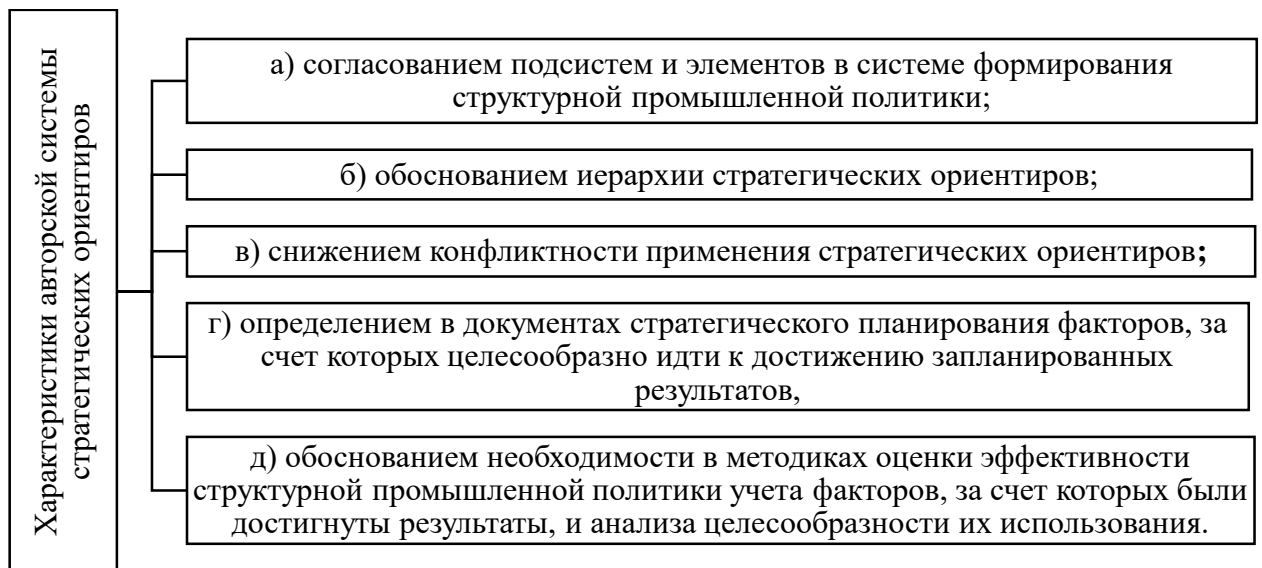 Характеристики авторской системы
стратегических ориентиров
а) согласованием подсистем и элементов в системе формирования
структурной промышленной политики;
б) обоснованием иерархии стратегических ориентиров;
в) снижением конфликтности применения стратегических ориентиров;
г) определением в документах стратегического планирования факторов, за
счет которых целесообразно идти к достижению запланированных
результатов,
д) обоснованием необходимости в методиках оценки эффективности
структурной промышленной политики учета факторов, за счет которых были
достигнуты результаты, и анализа целесообразности их использования.